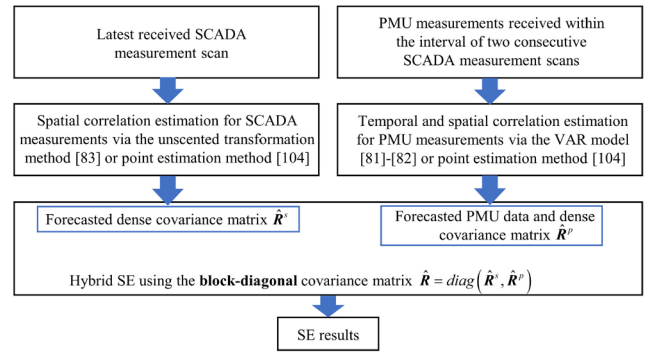 Latest received SCADA
measurement scan
PMU measurements received within
the interval of two consecutive
SCADA measurement scans
Spatial correlation estimation for SCADA
measurements via the unscented transformation
method [83] or point estimation method [104]
Temporal and spatial correlation estimation
for PMU measurements via the VAR model
[81]-[82] or point estimation method [104]
Forecasted dense covariance matrix R̂ˢ
Forecasted PMU data and dense
covariance matrix R̂ᵖ
Hybrid SE using the block-diagonal covariance matrix R̂ = diag(R̂ˢ, R̂ᵖ)
SE results